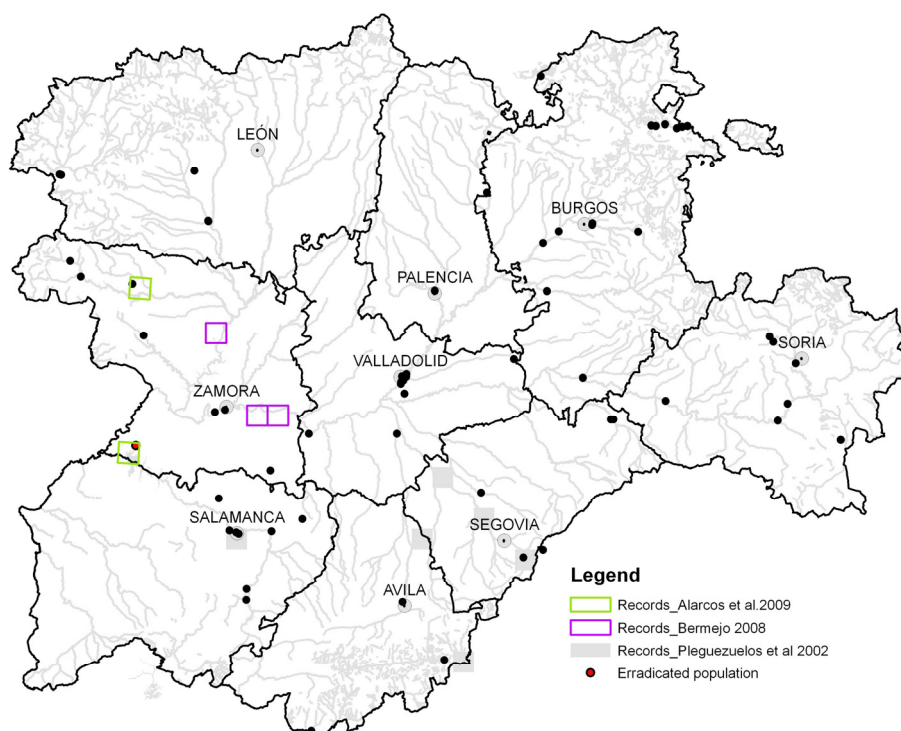 LEÓN
BURGOS
PALENCIA
VALLADOLID
SORIA
ZAMORA
SALAMANCA
SEGOVIA
AVILA
Legend
Records_Alarcos et al.2009
Records_Bermejo 2008
Records_Pleguezuelos et al 2002
Erradicated population